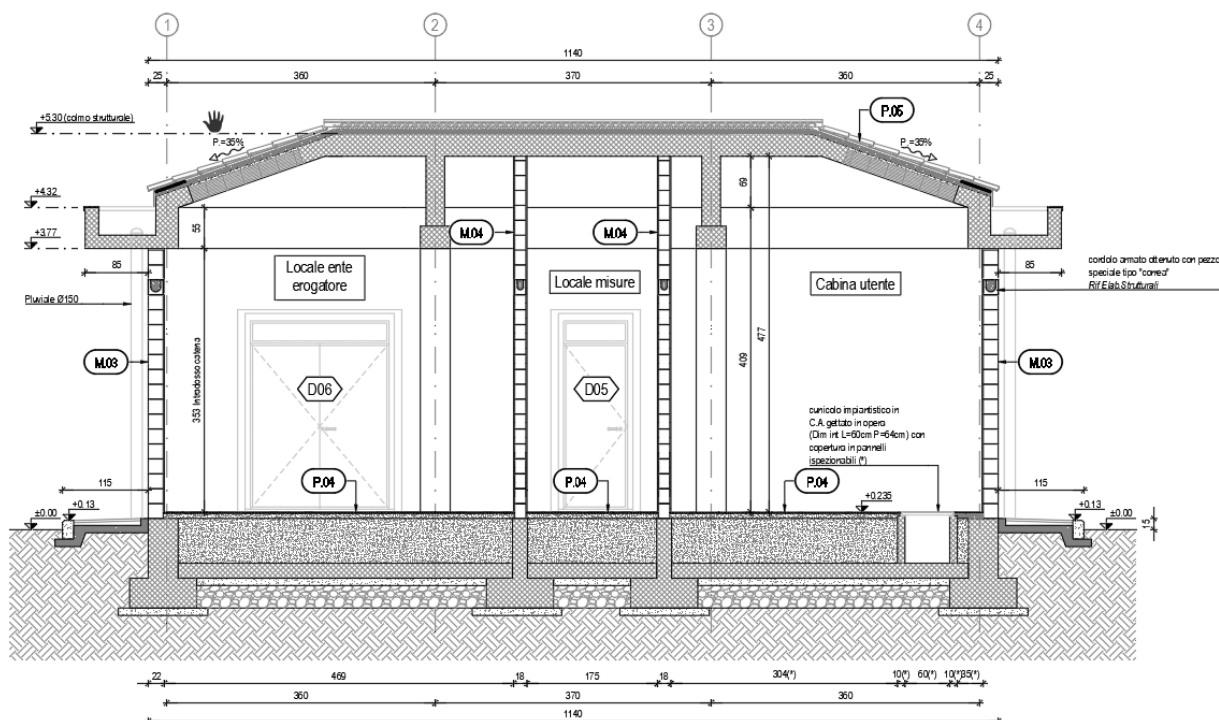 1 2 3 4
1140
25 360 370 360 25
+5.30 (colmo strutturale)
P.=35%
P.=35%
P.05
+4.32
+3.77
55
69
M.04
M.04
85
85
Locale ente
erogatore
Locale misure
Cabina utente
cordolo armato ottenuto con pezzo
speciale tipo "correa"
Rif Elab.Strutturali
Pluviale Ø150
M.03
M.03
353 Intradosso catena
409
477
D06
D05
cunicolo impiantistico in
C.A. gettato in opera
(Dim int L=60cm P=64cm) con
copertura in pannelli
ispezionabili (*)
P.04
P.04
P.04
115
115
+0.235
+0.13
+0.13
±0.00
±0.00
15
22 469 18 175 18 304(*) 10(*) 60(*) 10(*) 35(*)
360 370 360
1140